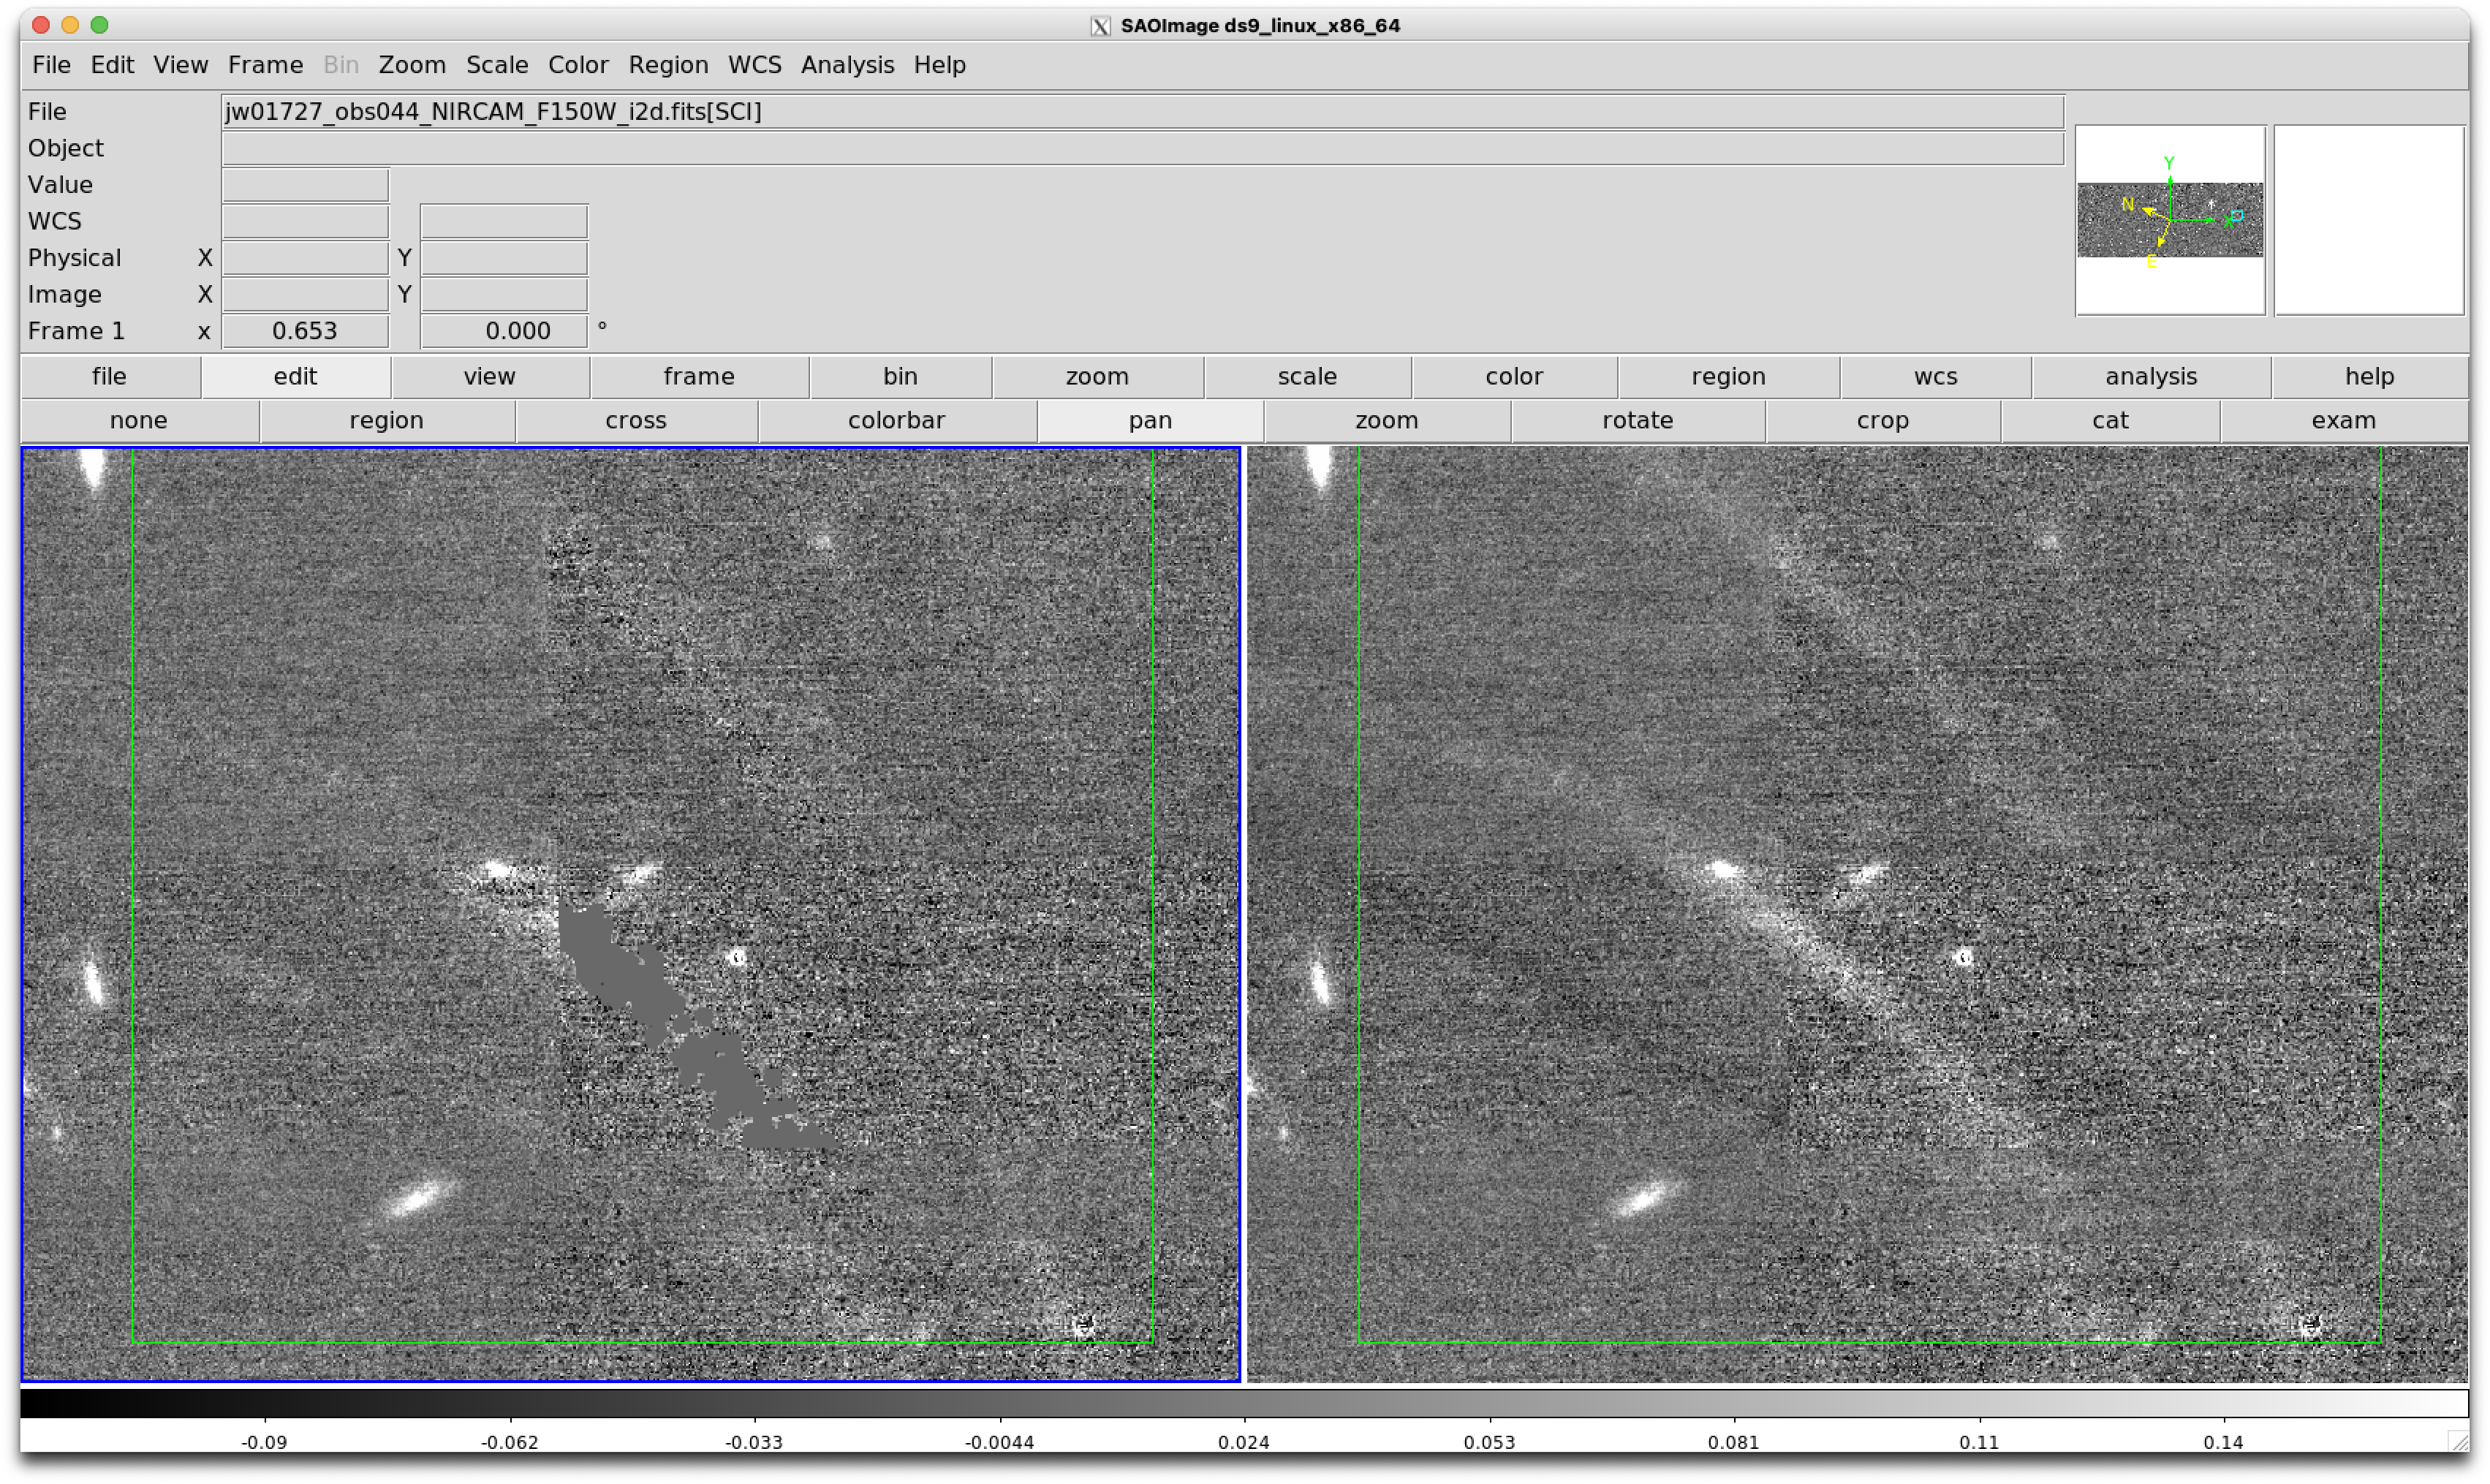 SAOImage ds9_linux_x86_64
File Edit View Frame Bin Zoom Scale Color Region WCS Analysis Help
File jw01727_obs044_NIRCAM_F150W_i2d.fits[SCI]
Object
Value
WCS
Physical X Y
Image X Y
Frame 1 x 0.653 0.000 °
Y
N
X
E
file edit view frame bin zoom scale color region wcs analysis help
none region cross colorbar pan zoom rotate crop cat exam
-0.09 -0.062 -0.033 -0.0044 0.024 0.053 0.081 0.11 0.14